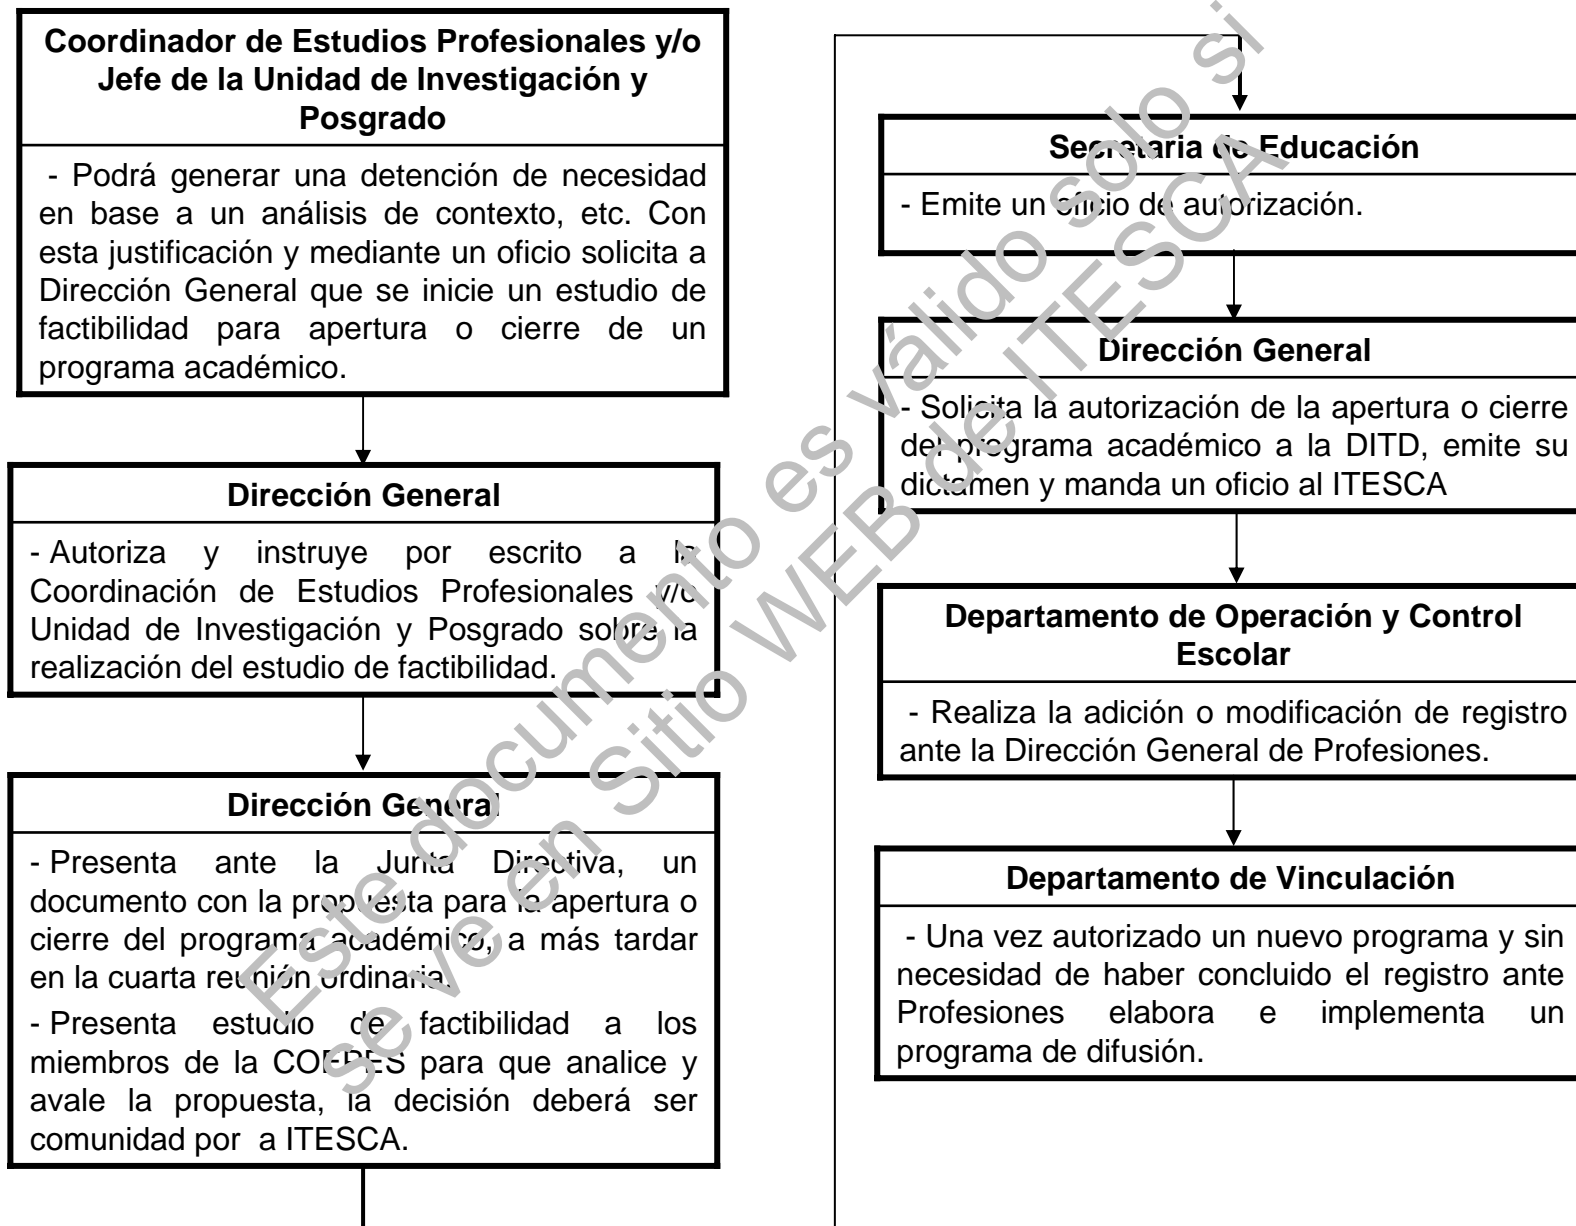 Coordinador de Estudios Profesionales y/o
Jefe de la Unidad de Investigación y
Posgrado
- Podrá generar una detención de necesidad
en base a un análisis de contexto, etc. Con
esta justificación y mediante un oficio solicita a
Dirección General que se inicie un estudio de
factibilidad para apertura o cierre de un
programa académico.
Dirección General
- Autoriza y instruye por escrito a la
Coordinación de Estudios Profesionales y/o
Unidad de Investigación y Posgrado sobre la
realización del estudio de factibilidad.
Dirección General
- Presenta ante la Junta Directiva, un
documento con la propuesta para la apertura o
cierre del programa académico, a más tardar
en la cuarta reunión ordinaria.
- Presenta estudio de factibilidad a los
miembros de la COEPES para que analice y
avale la propuesta, la decisión deberá ser
comunidad por a ITESCA.
Secretaria de Educación
- Emite un oficio de autorización.
Dirección General
- Solicita la autorización de la apertura o cierre
del programa académico a la DITD, emite su
dictamen y manda un oficio al ITESCA
Departamento de Operación y Control
Escolar
- Realiza la adición o modificación de registro
ante la Dirección General de Profesiones.
Departamento de Vinculación
- Una vez autorizado un nuevo programa y sin
necesidad de haber concluido el registro ante
Profesiones elabora e implementa un
programa de difusión.
Este documento es válido solo si
se ve en Sitio WEB de ITESCA